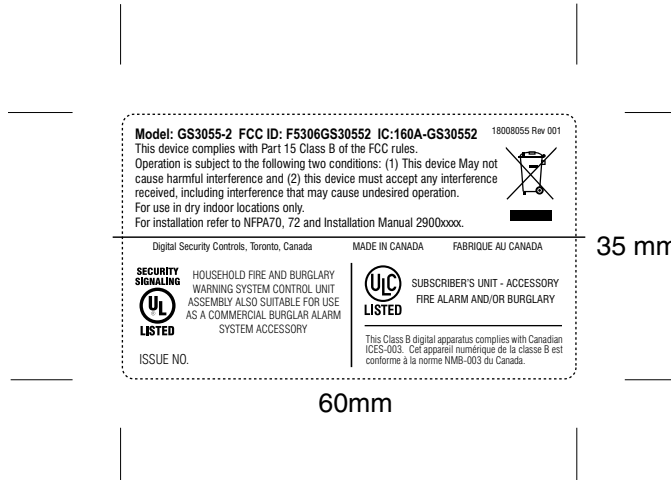 Model: GS3055-2 FCC ID: F5306GS30552 IC:160A-GS30552
18008055 Rev 001
This device complies with Part 15 Class B of the FCC rules.
Operation is subject to the following two conditions: (1) This device May not
cause harmful interference and (2) this device must accept any interference
received, including interference that may cause undesired operation.
For use in dry indoor locations only.
For installation refer to NFPA70, 72 and Installation Manual 2900xxxx.
Digital Security Controls, Toronto, Canada MADE IN CANADA FABRIQUE AU CANADA
35 mm
SECURITY
SIGNALING
UL
LISTED
HOUSEHOLD FIRE AND BURGLARY
WARNING SYSTEM CONTROL UNIT
ASSEMBLY ALSO SUITABLE FOR USE
AS A COMMERCIAL BURGLAR ALARM
SYSTEM ACCESSORY
ISSUE NO.
ULC
LISTED
SUBSCRIBER'S UNIT - ACCESSORY
FIRE ALARM AND/OR BURGLARY
This Class B digital apparatus complies with Canadian
ICES-003. Cet appareil numérique de la classe B est
conforme à la norme NMB-003 du Canada.
60mm